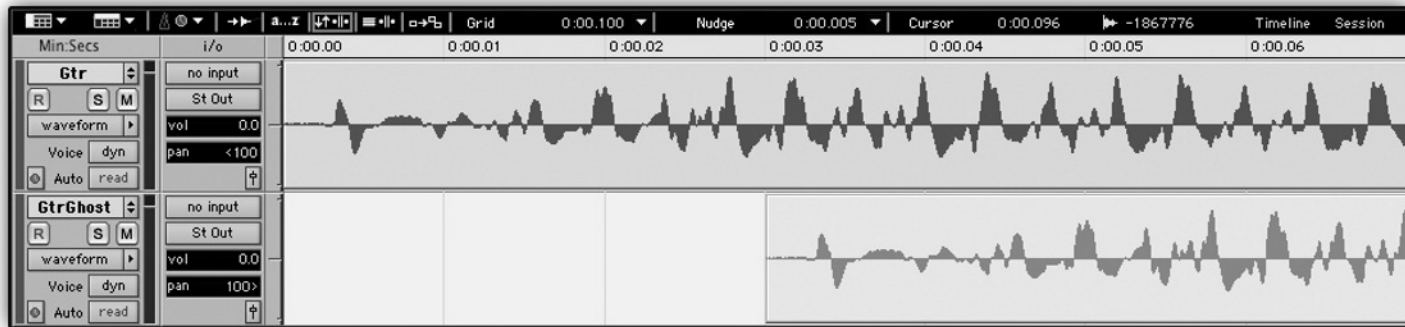 a...z Grid 0:00.100 Nudge 0:00.005 Cursor 0:00.096 -1867776 Timeline Session
Min:Secs i/o 0:00.00 0:00.01 0:00.02 0:00.03 0:00.04 0:00.05 0:00.06
Gtr no input
R S M St Out
waveform vol 0.0
Voice dyn pan <100
Auto read
GtrGhost no input
R S M St Out
waveform vol 0.0
Voice dyn pan 100>
Auto read